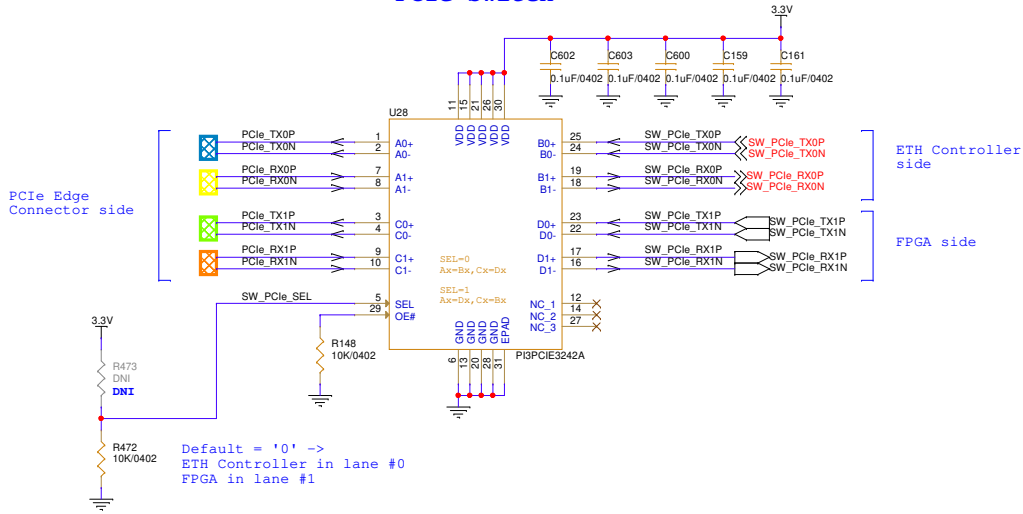 3.3V
C602
C603
C600
C159
C161
0.1uF/0402
0.1uF/0402
0.1uF/0402
0.1uF/0402
0.1uF/0402
U28
11
15
21
26
30
VDD
VDD
VDD
VDD
VDD
PCIe Edge
Connector side
PCIe_TX0P
1
A0+
PCIe_TX0N
2
A0-
PCIe_RX0P
7
A1+
PCIe_RX0N
8
A1-
PCIe_TX1P
3
C0+
PCIe_TX1N
4
C0-
PCIe_RX1P
9
C1+
PCIe_RX1N
10
C1-
SW_PCIe_SEL
5
SEL
29
OE#
SEL=0
Ax=Bx,Cx=Dx
SEL=1
Ax=Dx,Cx=Bx
B0+
25
SW_PCIe_TX0P
SW_PCIe_TX0P
B0-
24
SW_PCIe_TX0N
SW_PCIe_TX0N
B1+
19
SW_PCIe_RX0P
SW_PCIe_RX0P
B1-
18
SW_PCIe_RX0N
SW_PCIe_RX0N
D0+
23
SW_PCIe_TX1P
SW_PCIe_TX1P
D0-
22
SW_PCIe_TX1N
SW_PCIe_TX1N
D1+
17
SW_PCIe_RX1P
SW_PCIe_RX1P
D1-
16
SW_PCIe_RX1N
SW_PCIe_RX1N
NC_1
12
NC_2
14
NC_3
27
ETH Controller
side
FPGA side
GND
GND
GND
GND
EPAD
6
13
20
28
31
PI3PCIE3242A
R148
10K/0402
3.3V
R473
DNI
DNI
R472
10K/0402
Default = '0' ->
ETH Controller in lane #0
FPGA in lane #1